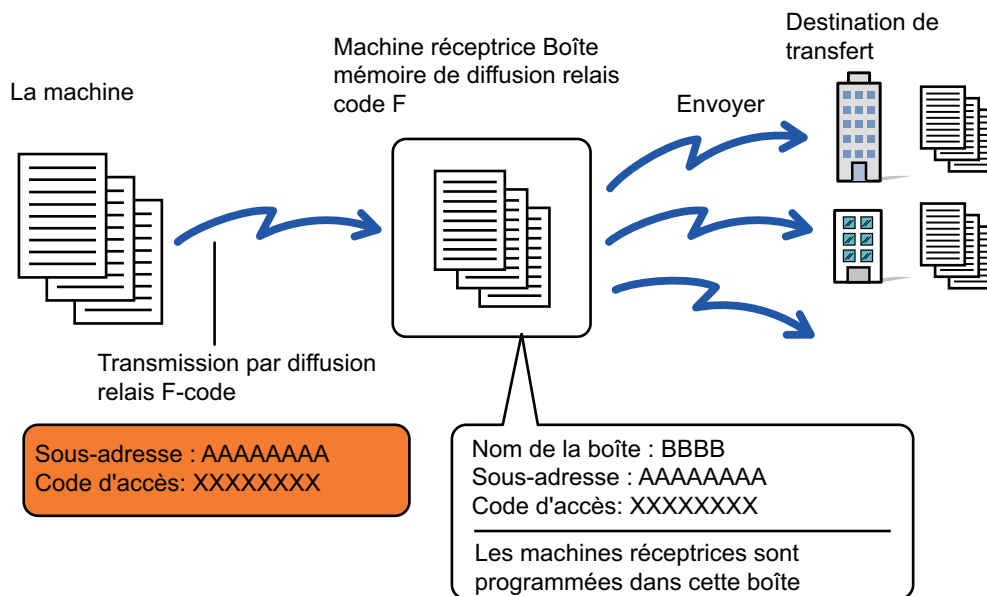 La machine
Machine réceptrice Boîte
mémoire de diffusion relais
code F
Envoyer
Destination de
transfert
Transmission par diffusion
relais F-code
Sous-adresse : AAAAAAAA
Code d'accès: XXXXXXXX
Nom de la boîte : BBBB
Sous-adresse : AAAAAAAA
Code d'accès: XXXXXXXX
Les machines réceptrices sont
programmées dans cette boîte